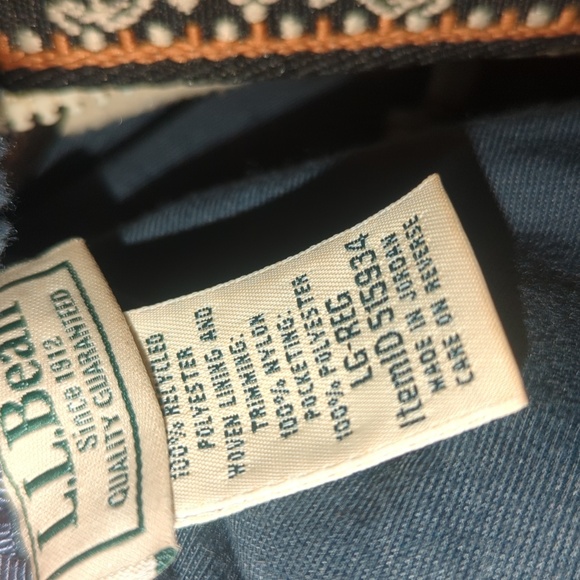 L.L.Bean
Since 1912
QUALITY GUARANTEED
100% RECYCLED
POLYESTER AND
WOVEN LINING AND
TRIMMING:
100% NYLON
POCKETING:
100% POLYESTER
LG-REG
ItemID 515934
MADE IN JORDAN
CARE ON REVERSE